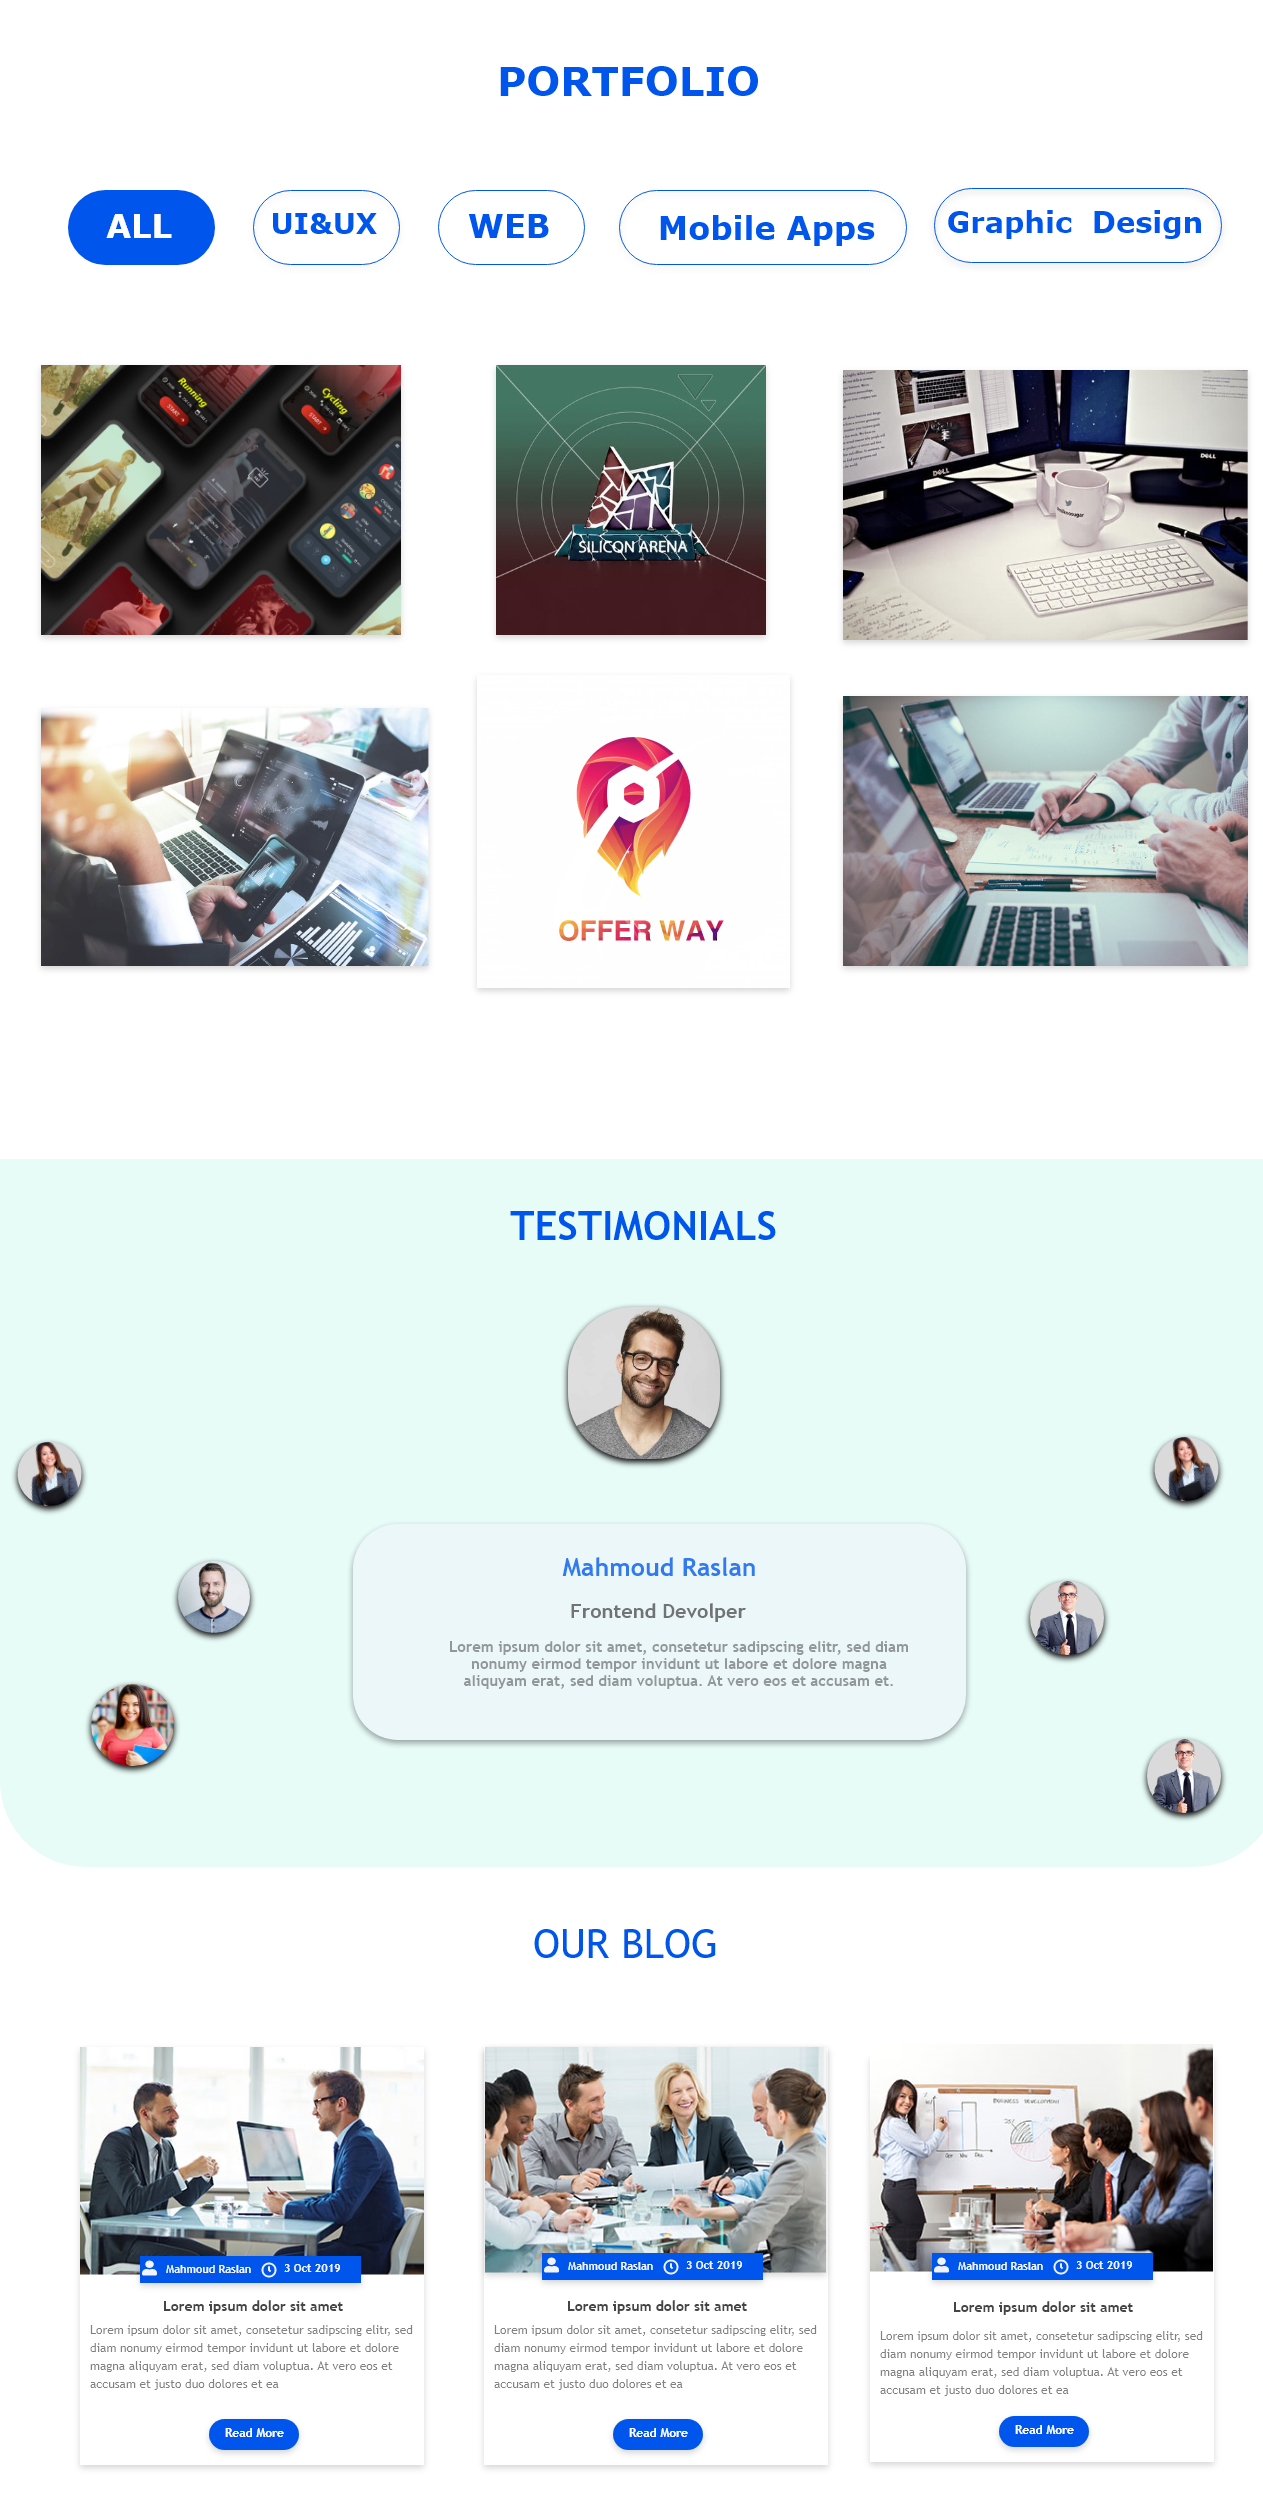 PORTFOLIO
ALL
UI&UX
WEB
Mobile Apps
Graphic Design
Running
START
Cycling
START
SILICON ARENA
DELL
DELL
OFFER WAY
TESTIMONIALS
Mahmoud Raslan
Frontend Devolper
Lorem ipsum dolor sit amet, consetetur sadipscing elitr, sed diam
nonumy eirmod tempor invidunt ut labore et dolore magna
aliquyam erat, sed diam voluptua. At vero eos et accusam et.
OUR BLOG
Mahmoud Raslan 3 Oct 2019
Lorem ipsum dolor sit amet
Lorem ipsum dolor sit amet, consetetur sadipscing elitr, sed
diam nonumy eirmod tempor invidunt ut labore et dolore
magna aliquyam erat, sed diam voluptua. At vero eos et
accusam et justo duo dolores et ea
Read More
Mahmoud Raslan 3 Oct 2019
Lorem ipsum dolor sit amet
Lorem ipsum dolor sit amet, consetetur sadipscing elitr, sed
diam nonumy eirmod tempor invidunt ut labore et dolore
magna aliquyam erat, sed diam voluptua. At vero eos et
accusam et justo duo dolores et ea
Read More
BUSINESS DEVELOPMENT
Mahmoud Raslan 3 Oct 2019
Lorem ipsum dolor sit amet
Lorem ipsum dolor sit amet, consetetur sadipscing elitr, sed
diam nonumy eirmod tempor invidunt ut labore et dolore
magna aliquyam erat, sed diam voluptua. At vero eos et
accusam et justo duo dolores et ea
Read More